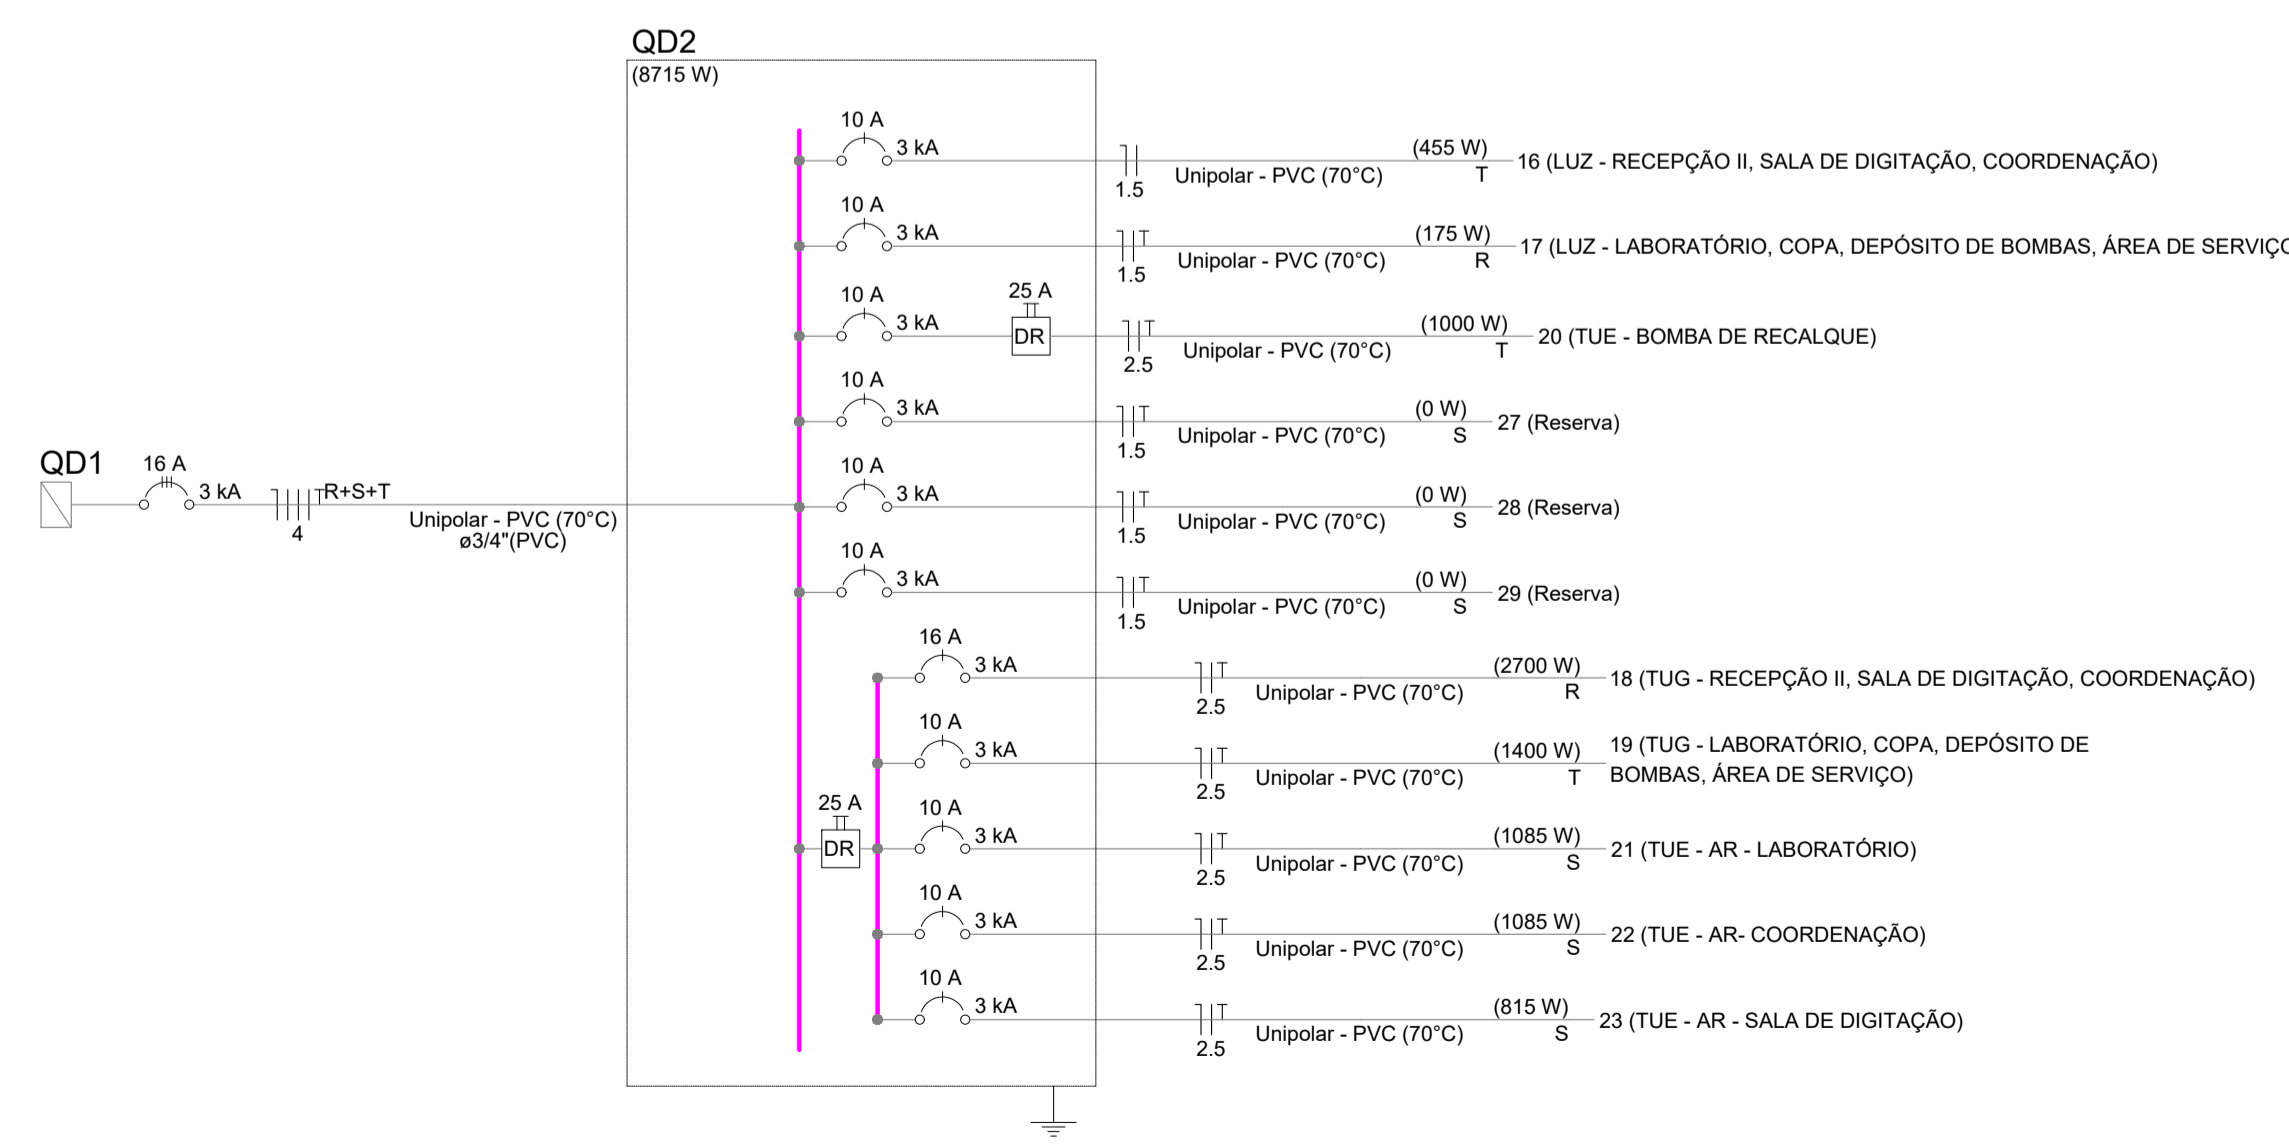 QD2
(8715 W)
10 A
3 kA
1.5
Unipolar - PVC (70°C)
(455 W)
T
16 (LUZ - RECEPÇÃO II, SALA DE DIGITAÇÃO, COORDENAÇÃO)
10 A
3 kA
T
1.5
Unipolar - PVC (70°C)
(175 W)
R
17 (LUZ - LABORATÓRIO, COPA, DEPÓSITO DE BOMBAS, ÁREA DE SERVIÇO
10 A
3 kA
25 A
DR
T
2.5
Unipolar - PVC (70°C)
(1000 W)
T
20 (TUE - BOMBA DE RECALQUE)
10 A
3 kA
T
1.5
Unipolar - PVC (70°C)
(0 W)
S
27 (Reserva)
QD1
16 A
3 kA
T
R+S+T
4
Unipolar - PVC (70°C)
ø3/4"(PVC)
10 A
3 kA
T
1.5
Unipolar - PVC (70°C)
(0 W)
S
28 (Reserva)
10 A
3 kA
T
1.5
Unipolar - PVC (70°C)
(0 W)
S
29 (Reserva)
16 A
3 kA
T
2.5
Unipolar - PVC (70°C)
(2700 W)
R
18 (TUG - RECEPÇÃO II, SALA DE DIGITAÇÃO, COORDENAÇÃO)
10 A
3 kA
T
2.5
Unipolar - PVC (70°C)
(1400 W)
T
19 (TUG - LABORATÓRIO, COPA, DEPÓSITO DE
BOMBAS, ÁREA DE SERVIÇO)
25 A
DR
10 A
3 kA
T
2.5
Unipolar - PVC (70°C)
(1085 W)
S
21 (TUE - AR - LABORATÓRIO)
10 A
3 kA
T
2.5
Unipolar - PVC (70°C)
(1085 W)
S
22 (TUE - AR- COORDENAÇÃO)
10 A
3 kA
T
2.5
Unipolar - PVC (70°C)
(815 W)
S
23 (TUE - AR - SALA DE DIGITAÇÃO)